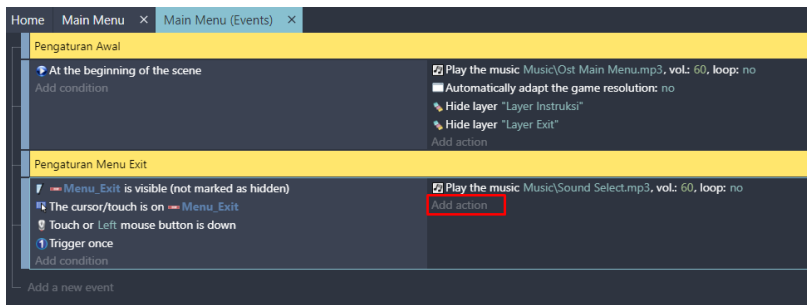 Home Main Menu × Main Menu (Events) ×
Pengaturan Awal
At the beginning of the scene
Add condition
Play the music Music\Ost Main Menu.mp3, vol.: 60, loop: no
Automatically adapt the game resolution: no
Hide layer "Layer Instruksi"
Hide layer "Layer Exit"
Add action
Pengaturan Menu Exit
Menu_Exit is visible (not marked as hidden)
The cursor/touch is on Menu_Exit
Touch or Left mouse button is down
Trigger once
Add condition
Play the music Music\Sound Select.mp3, vol.: 60, loop: no
Add action
Add a new event